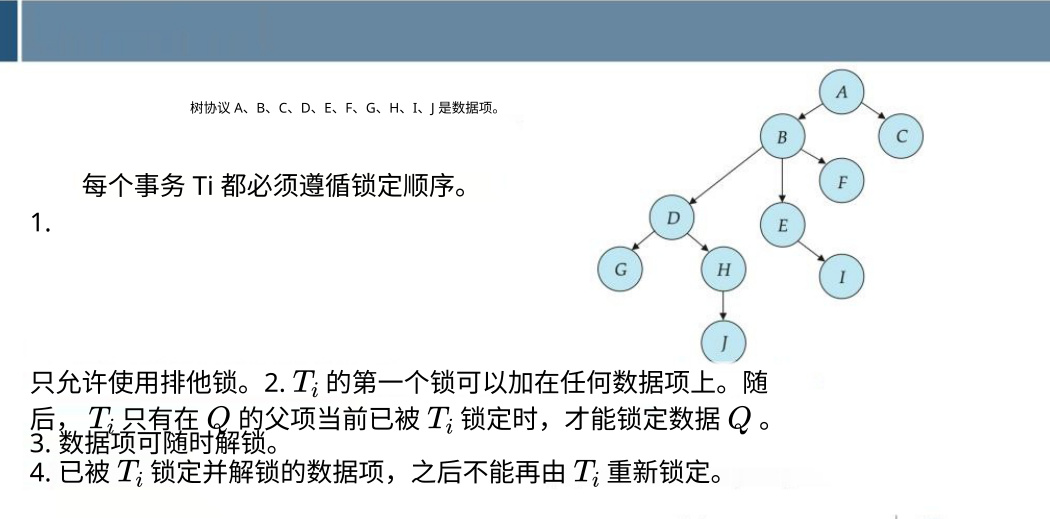 树协议 A、B、C、D、E、F、G、H、I、J 是数据项。
每个事务 Ti 都必须遵循锁定顺序。
1.
A
B
C
F
D
E
G
H
I
J
只允许使用排他锁。2. Ti 的第一个锁可以加在任何数据项上。随
后，Ti 只有在 Q 的父项当前已被 Ti 锁定时，才能锁定数据 Q 。
3. 数据项可随时解锁。
4. 已被 Ti 锁定并解锁的数据项，之后不能再由 Ti 重新锁定。